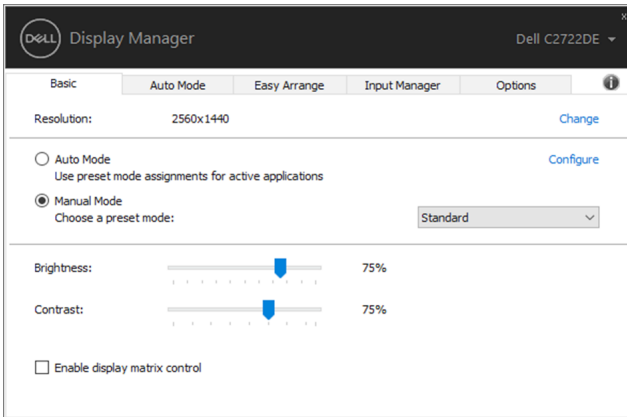 DELL Display Manager
Dell C2722DE
Basic Auto Mode Easy Arrange Input Manager Options
Resolution: 2560x1440 Change
Auto Mode Configure
Use preset mode assignments for active applications
Manual Mode
Choose a preset mode: Standard
Brightness: 75%
Contrast: 75%
Enable display matrix control